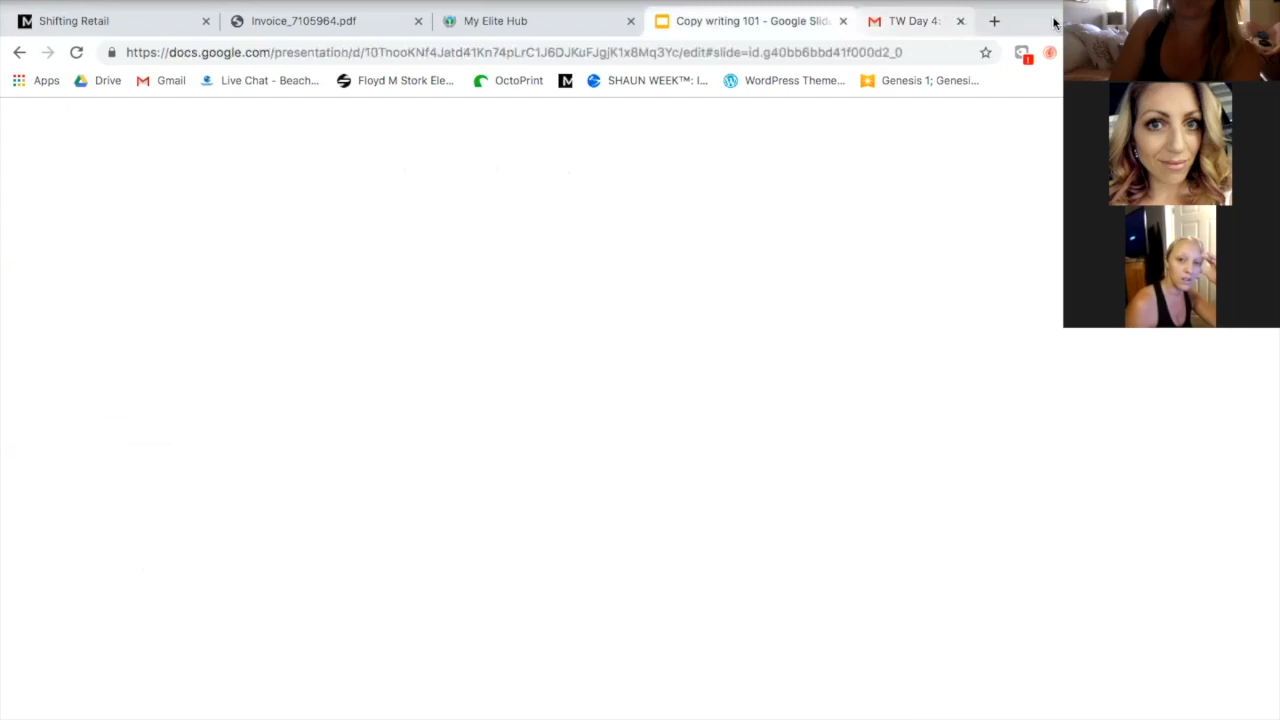 Shifting Retail
Invoice_7105964.pdf
My Elite Hub
Copy writing 101 - Google Slide
TW Day 4:
https://docs.google.com/presentation/d/10TnooKNf4Jatd41Kn74pLrC1J6DJKuFJgjK1x8Mq3Yc/edit#slide=id.g40bb6bbd41f000d2_0
Apps
Drive
Gmail
Live Chat - Beach...
Floyd M Stork Ele...
OctoPrint
SHAUN WEEK™: I...
WordPress Theme...
Genesis 1; Genesi...